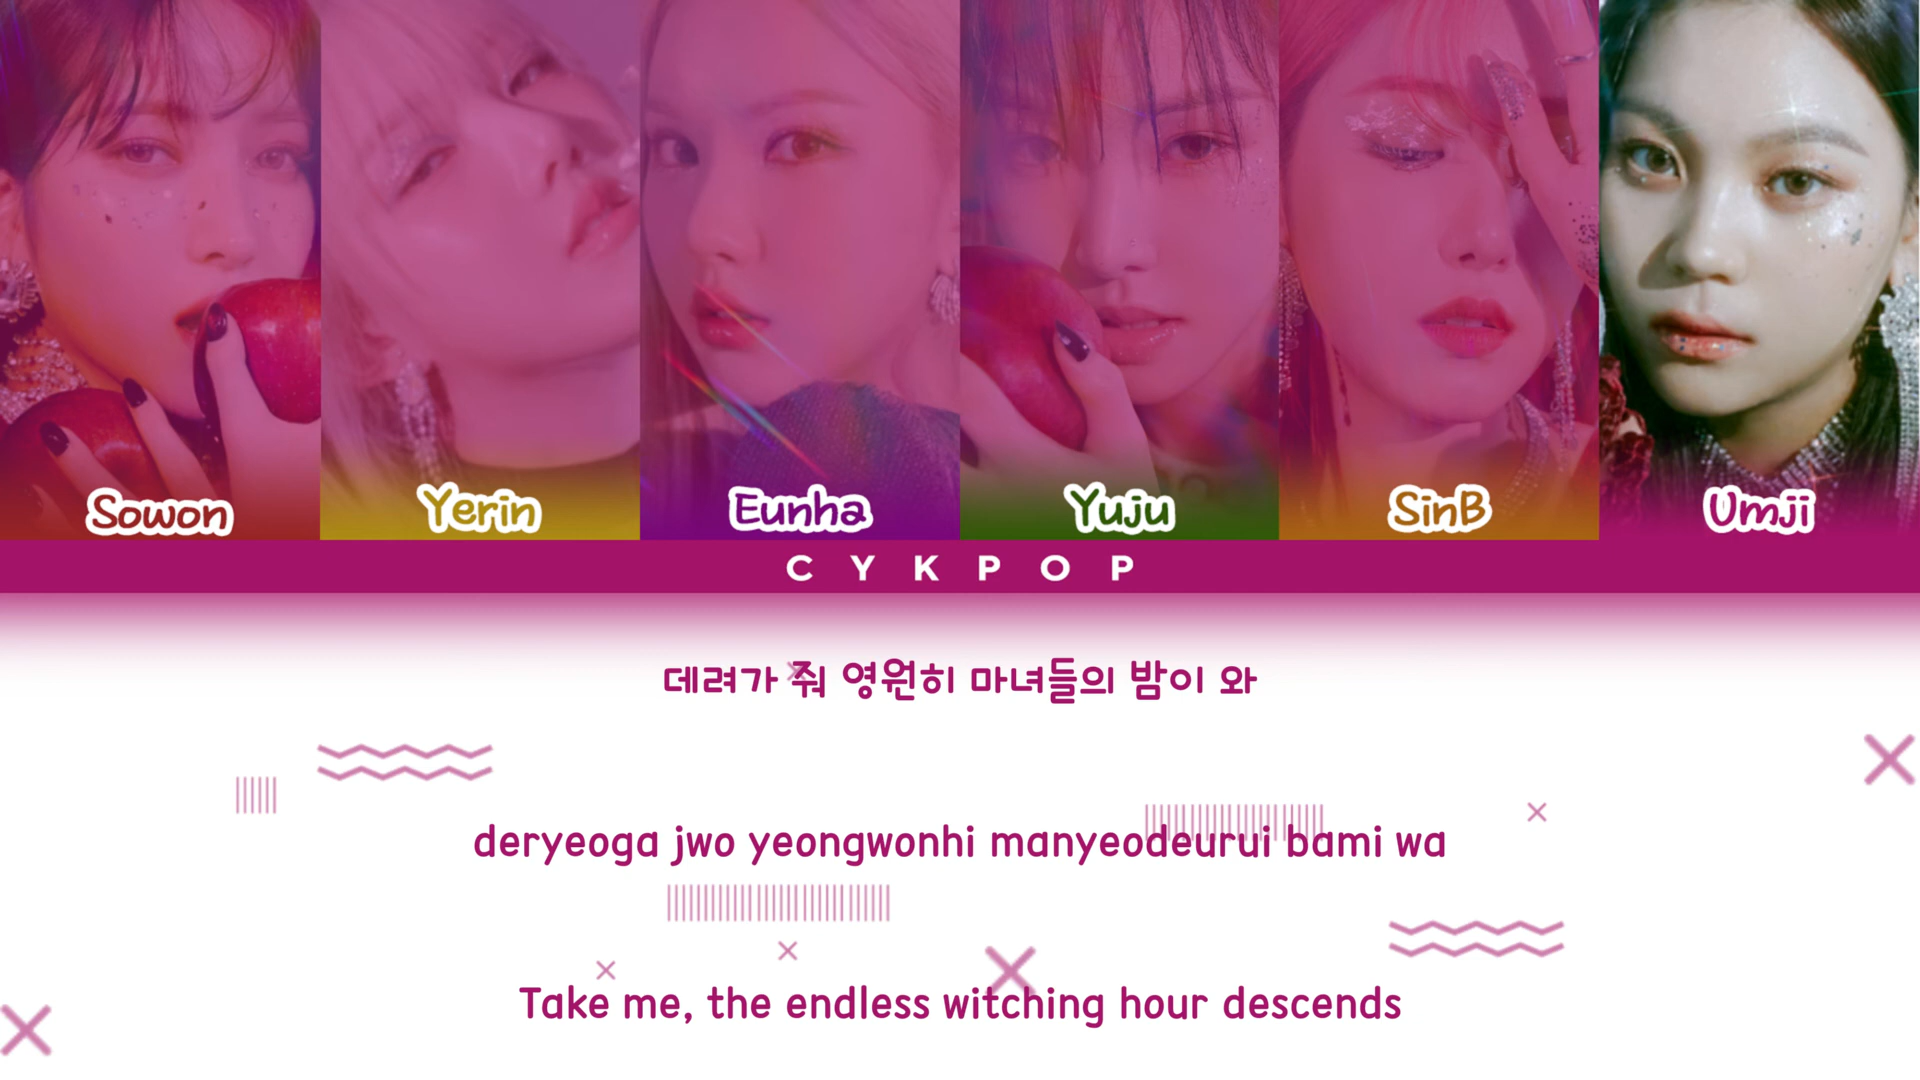 Sowon
Yerin
Eunha
Yuju
SinB
Umji
CYKPOP
데려가 줘 영원히 마녀들의 밤이 와
deryeoga jwo yeongwonhi manyeodeurui bami wa
Take me, the endless witching hour descends